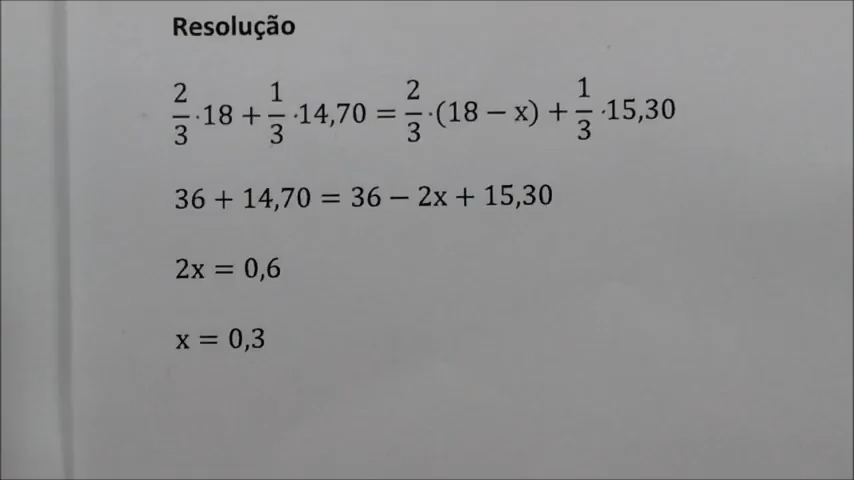 Resolução
2/3 · 18 + 1/3 · 14,70 = 2/3 · (18 − x) + 1/3 · 15,30
36 + 14,70 = 36 − 2x + 15,30
2x = 0,6
x = 0,3